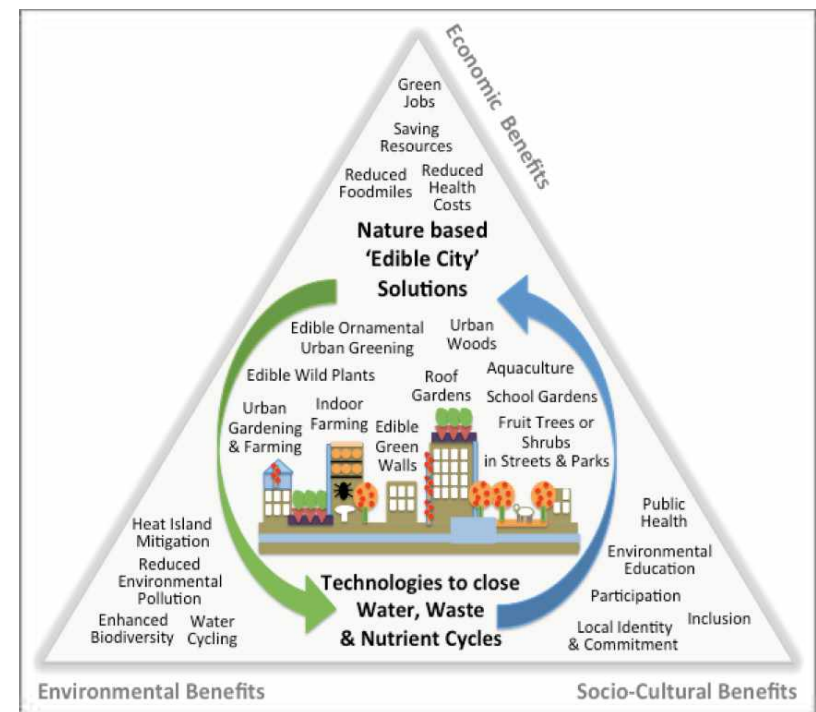 Economic Benefits
Green
Jobs
Saving
Resources
Reduced
Foodmiles
Reduced
Health
Costs
Nature based
‘Edible City’
Solutions
Edible Ornamental
Urban Greening
Urban
Woods
Edible Wild Plants
Roof
Gardens
Aquaculture
School Gardens
Urban
Gardening
& Farming
Indoor
Farming
Edible
Green
Walls
Fruit Trees or
Shrubs
in Streets & Parks
Heat Island
Mitigation
Reduced
Environmental
Pollution
Enhanced
Biodiversity
Water
Cycling
Technologies to close
Water, Waste
& Nutrient Cycles
Public
Health
Environmental
Education
Participation
Inclusion
Local Identity
& Commitment
Environmental Benefits
Socio-Cultural Benefits